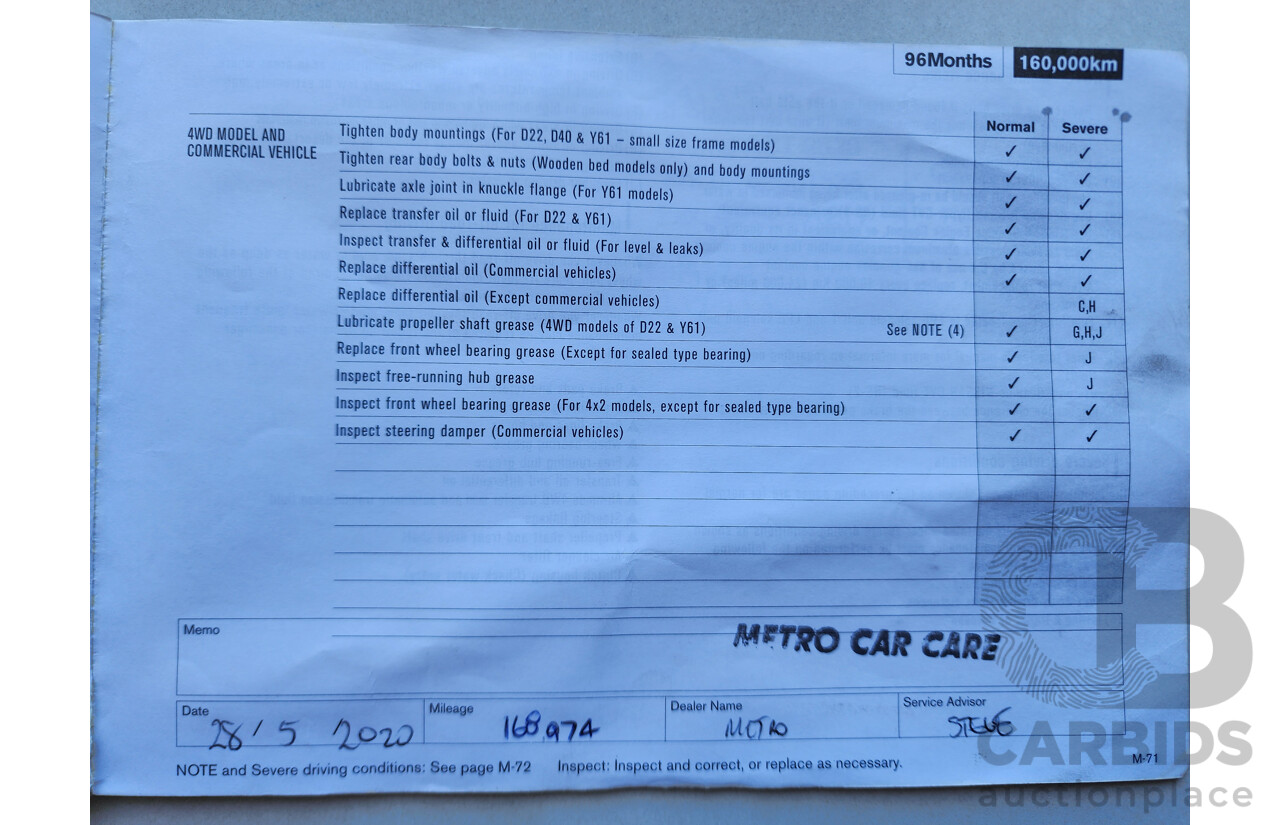 96Months 160,000km
Normal Severe
4WD MODEL AND
COMMERCIAL VEHICLE
Tighten body mountings (For D22, D40 & Y61 – small size frame models) ✓ ✓
Tighten rear body bolts & nuts (Wooden bed models only) and body mountings ✓ ✓
Lubricate axle joint in knuckle flange (For Y61 models) ✓ ✓
Replace transfer oil or fluid (For D22 & Y61) ✓ ✓
Inspect transfer & differential oil or fluid (For level & leaks) ✓ ✓
Replace differential oil (Commercial vehicles) ✓ ✓
Replace differential oil (Except commercial vehicles) C,H
Lubricate propeller shaft grease (4WD models of D22 & Y61) See NOTE (4) ✓ G,H,J
Replace front wheel bearing grease (Except for sealed type bearing) ✓ J
Inspect free-running hub grease ✓ J
Inspect front wheel bearing grease (For 4x2 models, except for sealed type bearing) ✓ ✓
Inspect steering damper (Commercial vehicles) ✓ ✓
Memo
METRO CAR CARE
Date 28/5 2020
Mileage 168,974
Dealer Name METRO
Service Advisor STEVE
NOTE and Severe driving conditions: See page M-72 Inspect: Inspect and correct, or replace as necessary.
M-71
CB
CARBIDS
auctionplace